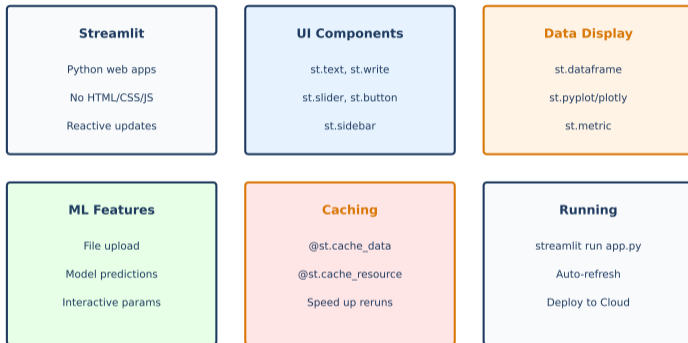 Streamlit
Python web apps
No HTML/CSS/JS
Reactive updates
UI Components
st.text, st.write
st.slider, st.button
st.sidebar
Data Display
st.dataframe
st.pyplot/plotly
st.metric
ML Features
File upload
Model predictions
Interactive params
Caching
@st.cache_data
@st.cache_resource
Speed up reruns
Running
streamlit run app.py
Auto-refresh
Deploy to Cloud